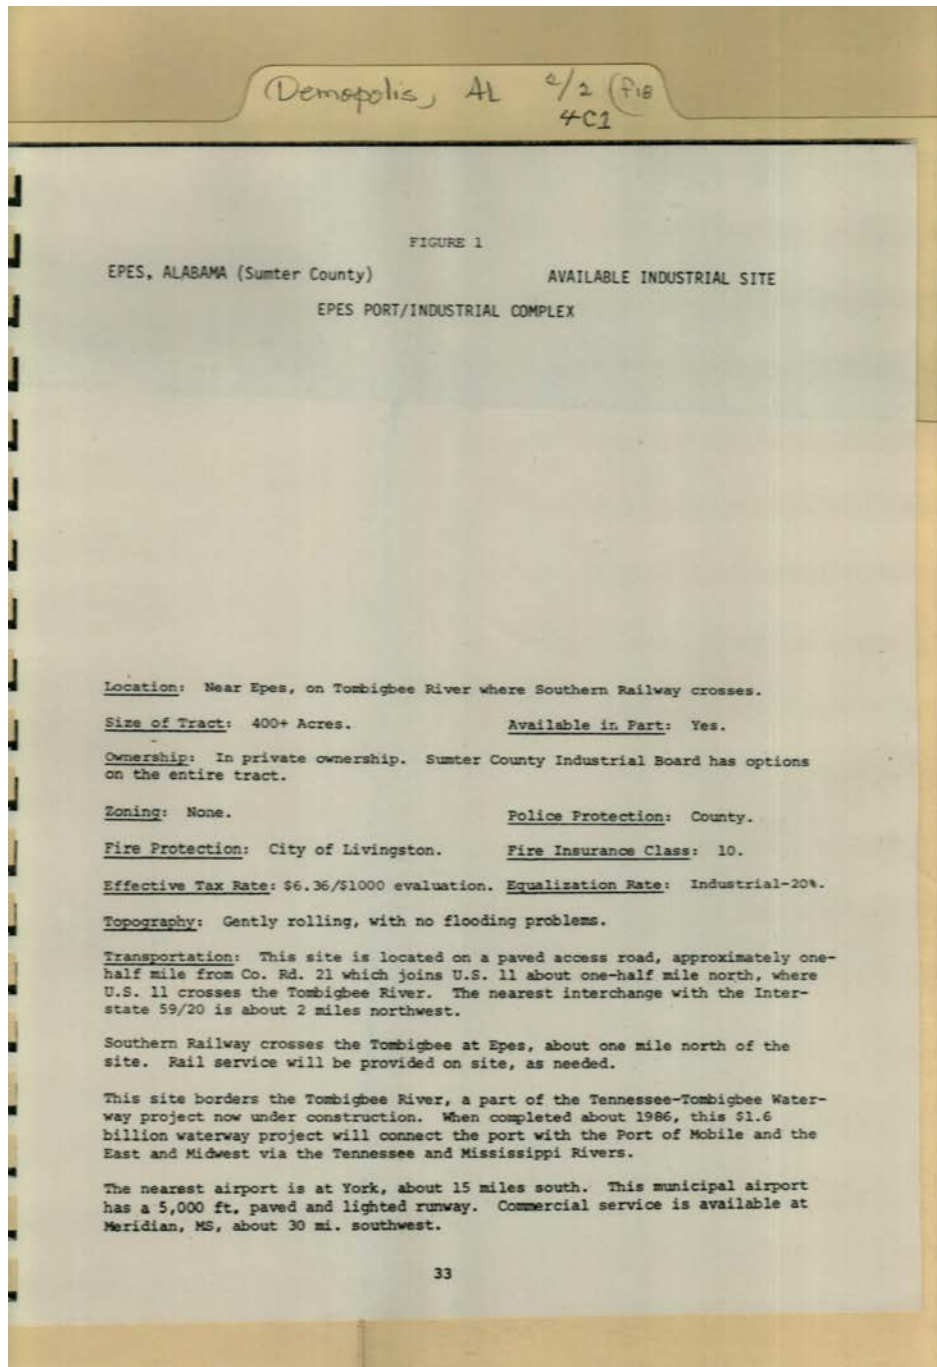 Demopolis, AL 2/2 (F18
4C1
FIGURE 1
EPES, ALABAMA (Sumter County) AVAILABLE INDUSTRIAL SITE
EPES PORT/INDUSTRIAL COMPLEX
Location: Near Epes, on Tombigbee River where Southern Railway crosses.
Size of Tract: 400+ Acres. Available in Part: Yes.
Ownership: In private ownership. Sumter County Industrial Board has options
on the entire tract.
Zoning: None. Police Protection: County.
Fire Protection: City of Livingston. Fire Insurance Class: 10.
Effective Tax Rate: $6.36/$1000 evaluation. Equalization Rate: Industrial-20%.
Topography: Gently rolling, with no flooding problems.
Transportation: This site is located on a paved access road, approximately one-
half mile from Co. Rd. 21 which joins U.S. 11 about one-half mile north, where
U.S. 11 crosses the Tombigbee River. The nearest interchange with the Inter-
state 59/20 is about 2 miles northwest.
Southern Railway crosses the Tombigbee at Epes, about one mile north of the
site. Rail service will be provided on site, as needed.
This site borders the Tombigbee River, a part of the Tennessee-Tombigbee Water-
way project now under construction. When completed about 1986, this $1.6
billion waterway project will connect the port with the Port of Mobile and the
East and Midwest via the Tennessee and Mississippi Rivers.
The nearest airport is at York, about 15 miles south. This municipal airport
has a 5,000 ft. paved and lighted runway. Commercial service is available at
Meridian, MS, about 30 mi. southwest.
33